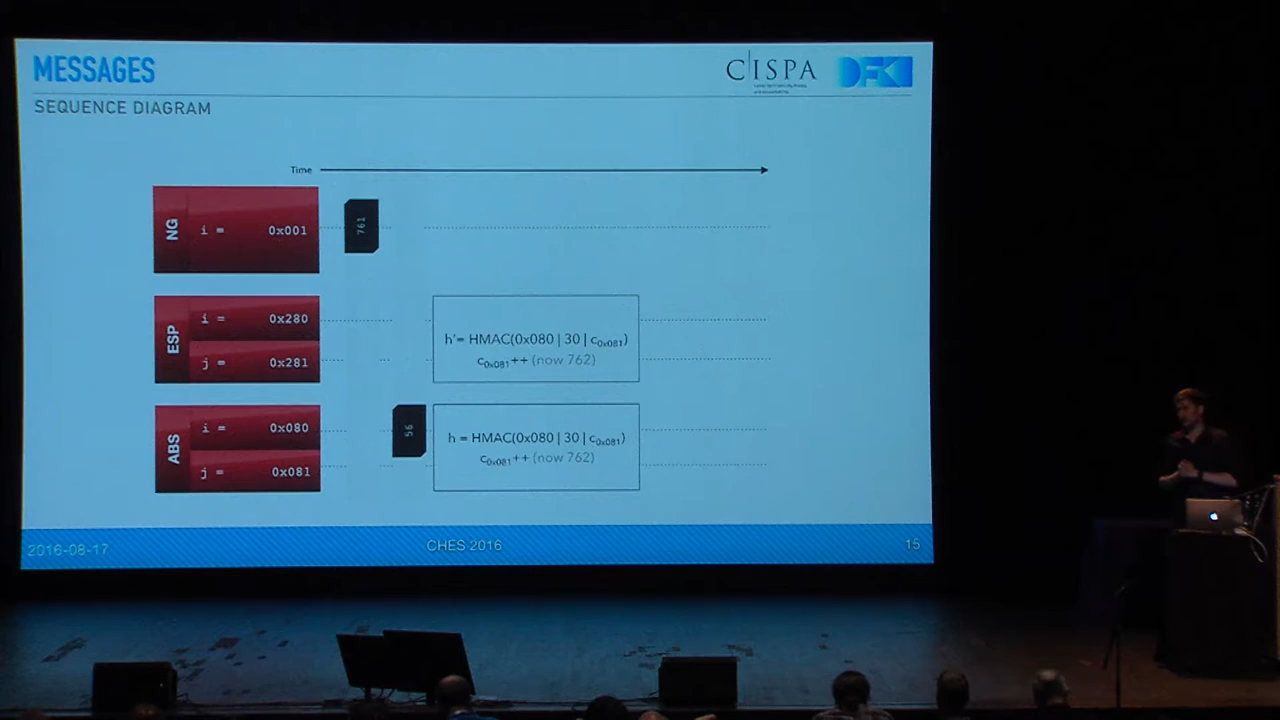 MESSAGES
CISPA
DFKI
SEQUENCE DIAGRAM
Time
NG
i = 0x001
761
ESP
i = 0x280
j = 0x281
h'= HMAC(0x080 | 30 | c0x081)
c0x081++ (now 762)
ABS
i = 0x080
j = 0x081
56
h = HMAC(0x080 | 30 | c0x081)
c0x081++ (now 762)
2016-08-17
CHES 2016
15